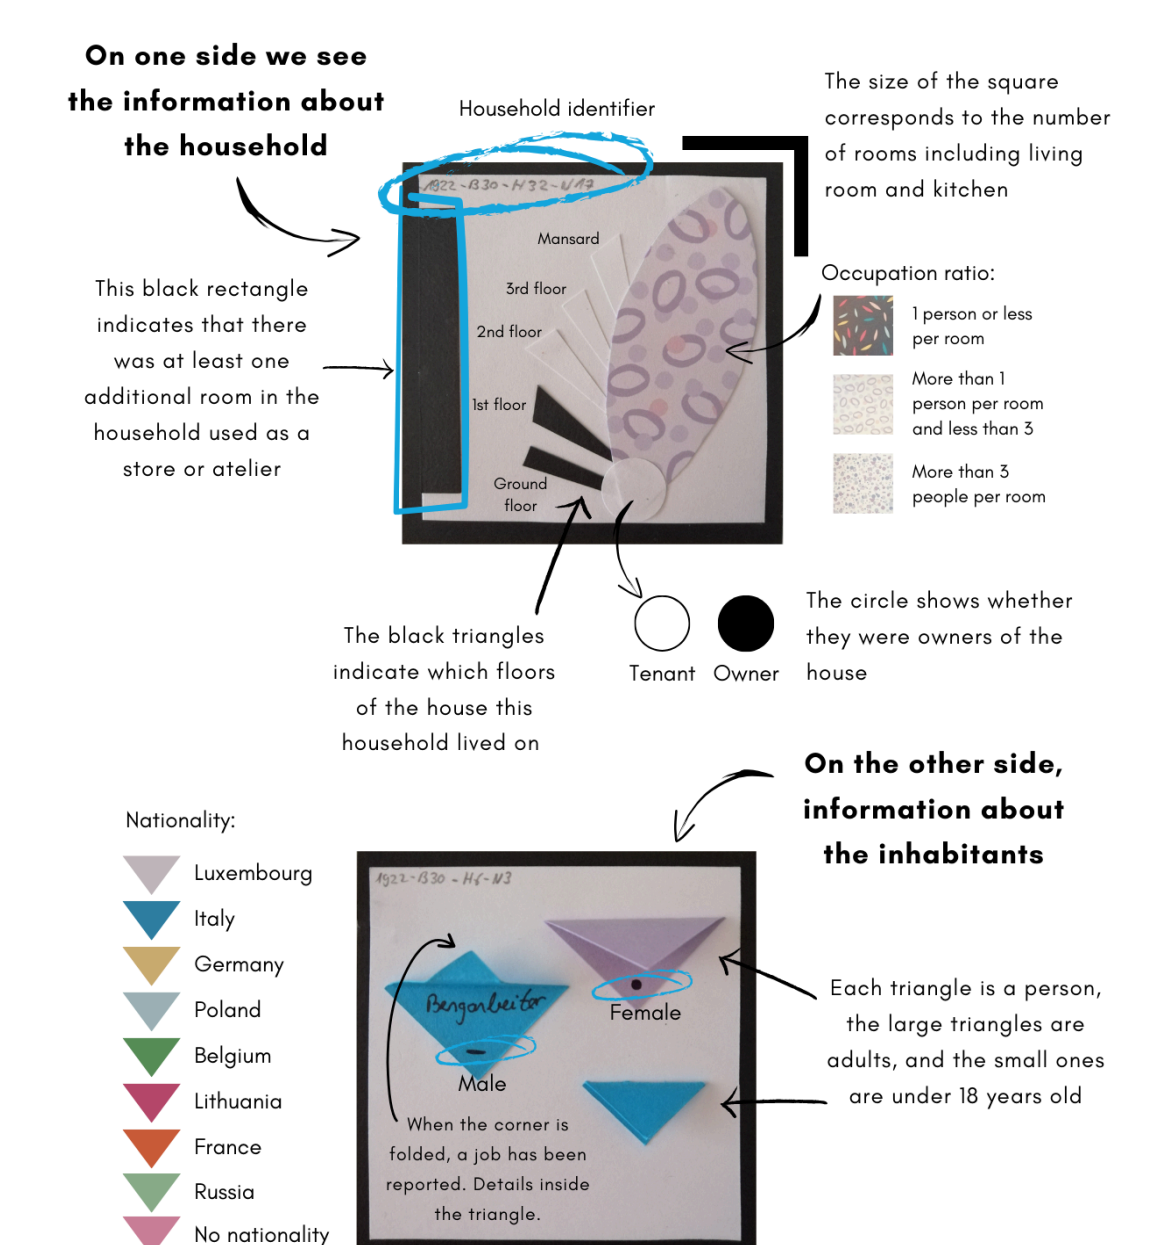 On one side we see
the information about
the household
Household identifier
The size of the square
corresponds to the number
of rooms including living
room and kitchen
1922-B30-H32-N17
Mansard
3rd floor
2nd floor
1st floor
Ground
floor
This black rectangle
indicates that there
was at least one
additional room in the
household used as a
store or atelier
Occupation ratio:
1 person or less
per room
More than 1
person per room
and less than 3
More than 3
people per room
The black triangles
indicate which floors
of the house this
household lived on
Tenant
Owner
The circle shows whether
they were owners of the
house
On the other side,
information about
the inhabitants
Nationality:
Luxembourg
Italy
Germany
Poland
Belgium
Lithuania
France
Russia
No nationality
1922-B30-H6-N3
Bergarbeiter
Male
Female
When the corner is
folded, a job has been
reported. Details inside
the triangle.
Each triangle is a person,
the large triangles are
adults, and the small ones
are under 18 years old